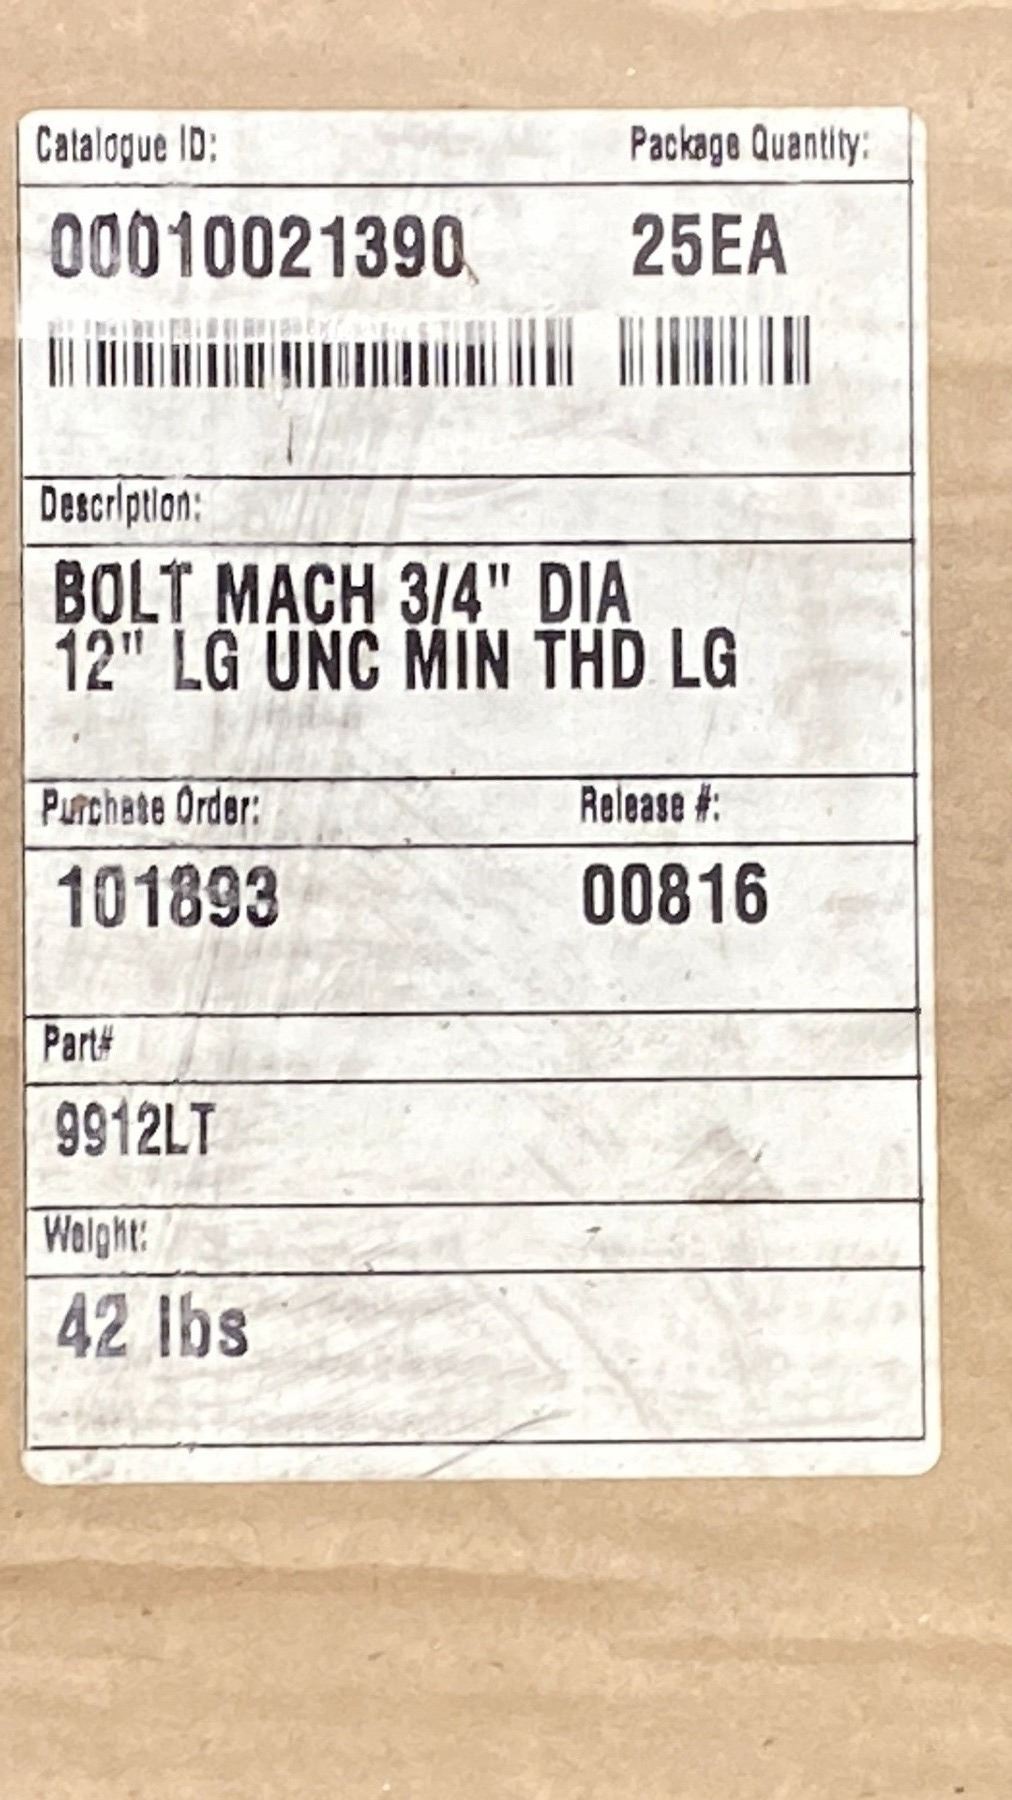 Catalogue ID: Package Quantity:
00010021390 25EA
Description:
BOLT MACH 3/4" DIA
12" LG UNC MIN THD LG
Purchase Order: Release #:
101893 00816
Part#
9912LT
Weight:
42 lbs